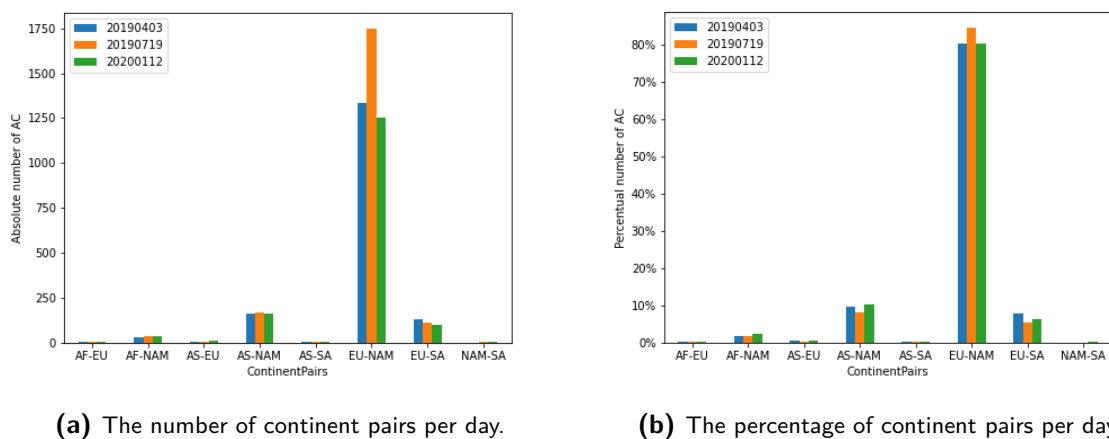 20190403
20190719
20200112
1750
1500
1250
1000
750
500
250
0
Absolute number of AC
AF-EU AF-NAM AS-EU AS-NAM AS-SA EU-NAM EU-SA NAM-SA
ContinentPairs
(a) The number of continent pairs per day.
20190403
20190719
20200112
80%
70%
60%
50%
40%
30%
20%
10%
0%
Percentual number of AC
AF-EU AF-NAM AS-EU AS-NAM AS-SA EU-NAM EU-SA NAM-SA
ContinentPairs
(b) The percentage of continent pairs per day